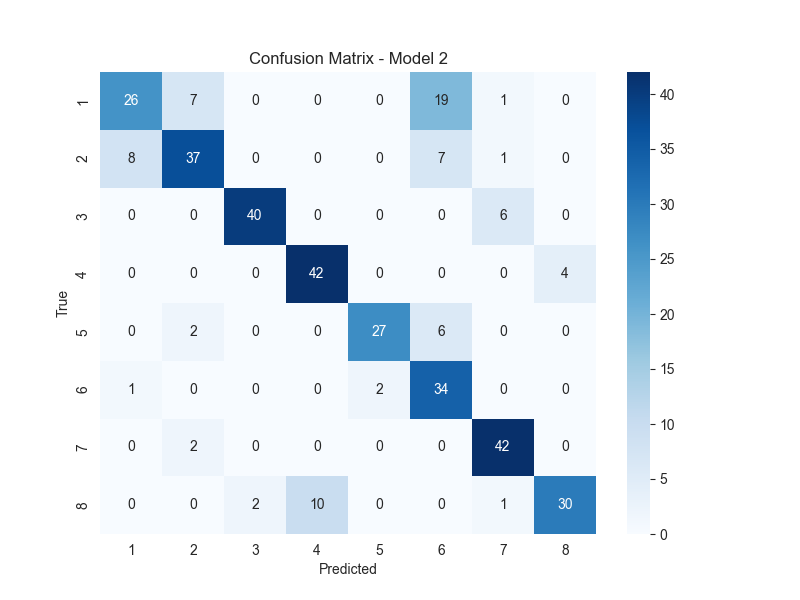 Confusion Matrix - Model 2
1 26 7 0 0 0 19 1 0
2 8 37 0 0 0 7 1 0
3 0 0 40 0 0 0 6 0
4 0 0 0 42 0 0 0 4
5 0 2 0 0 27 6 0 0
6 1 0 0 0 2 34 0 0
7 0 2 0 0 0 0 42 0
8 0 0 2 10 0 0 1 30
1 2 3 4 5 6 7 8
Predicted
True
40
35
30
25
20
15
10
5
0